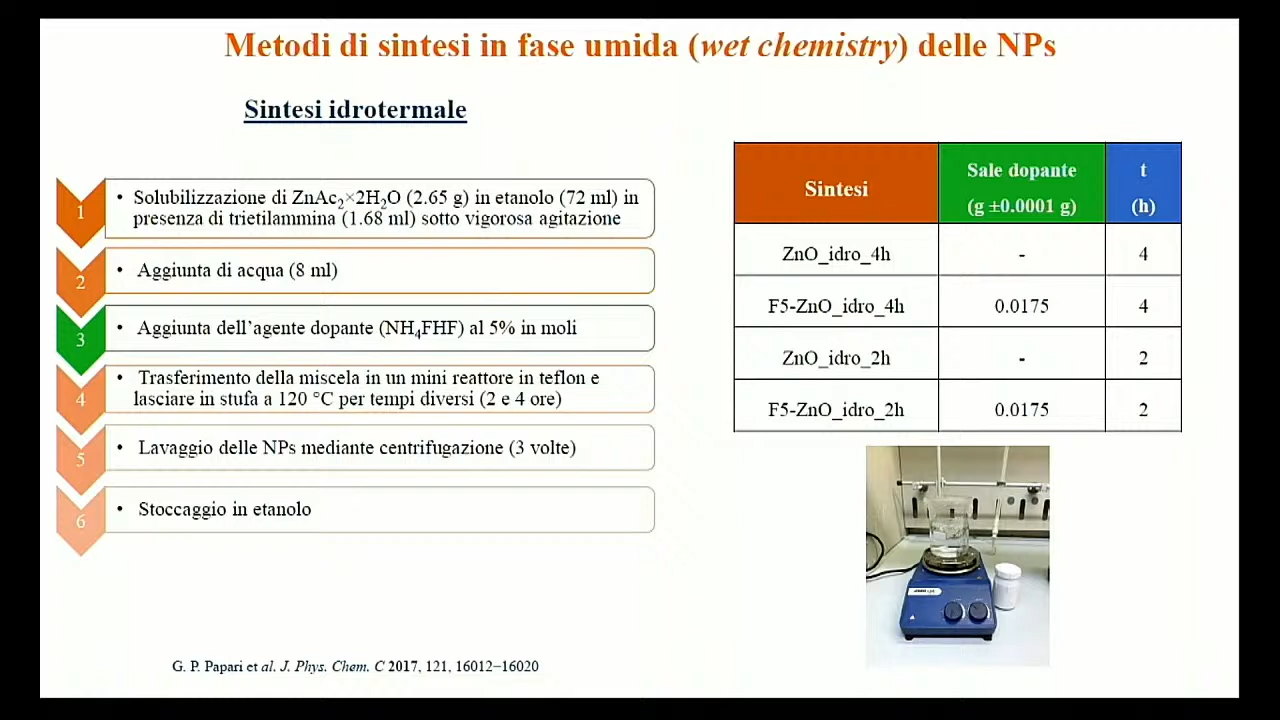 Metodi di sintesi in fase umida (wet chemistry) delle NPs
Sintesi idrotermale
1
• Solubilizzazione di ZnAc₂×2H₂O (2.65 g) in etanolo (72 ml) in
presenza di trietilammina (1.68 ml) sotto vigorosa agitazione
2
• Aggiunta di acqua (8 ml)
3
• Aggiunta dell’agente dopante (NH₄FHF) al 5% in moli
4
• Trasferimento della miscela in un mini reattore in teflon e
lasciare in stufa a 120 °C per tempi diversi (2 e 4 ore)
5
• Lavaggio delle NPs mediante centrifugazione (3 volte)
6
• Stoccaggio in etanolo
Sintesi Sale dopante (g ±0.0001 g) t (h)
ZnO_idro_4h - 4
F5-ZnO_idro_4h 0.0175 4
ZnO_idro_2h - 2
F5-ZnO_idro_2h 0.0175 2
G. P. Papari et al. J. Phys. Chem. C 2017, 121, 16012−16020